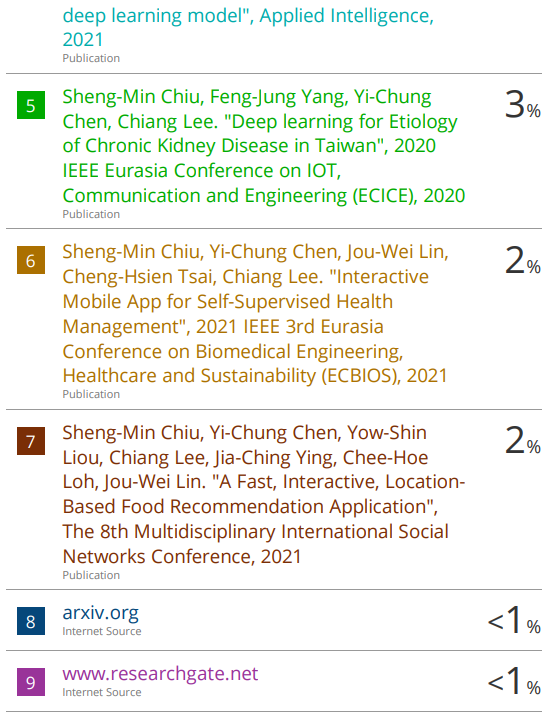 deep learning model", Applied Intelligence,
2021
Publication
5
Sheng-Min Chiu, Feng-Jung Yang, Yi-Chung
Chen, Chiang Lee. "Deep learning for Etiology
of Chronic Kidney Disease in Taiwan", 2020
IEEE Eurasia Conference on IOT,
Communication and Engineering (ECICE), 2020
Publication
3%
6
Sheng-Min Chiu, Yi-Chung Chen, Jou-Wei Lin,
Cheng-Hsien Tsai, Chiang Lee. "Interactive
Mobile App for Self-Supervised Health
Management", 2021 IEEE 3rd Eurasia
Conference on Biomedical Engineering,
Healthcare and Sustainability (ECBIOS), 2021
Publication
2%
7
Sheng-Min Chiu, Yi-Chung Chen, Yow-Shin
Liou, Chiang Lee, Jia-Ching Ying, Chee-Hoe
Loh, Jou-Wei Lin. "A Fast, Interactive, Location-
Based Food Recommendation Application",
The 8th Multidisciplinary International Social
Networks Conference, 2021
Publication
2%
8
arxiv.org
Internet Source
<1%
9
www.researchgate.net
Internet Source
<1%